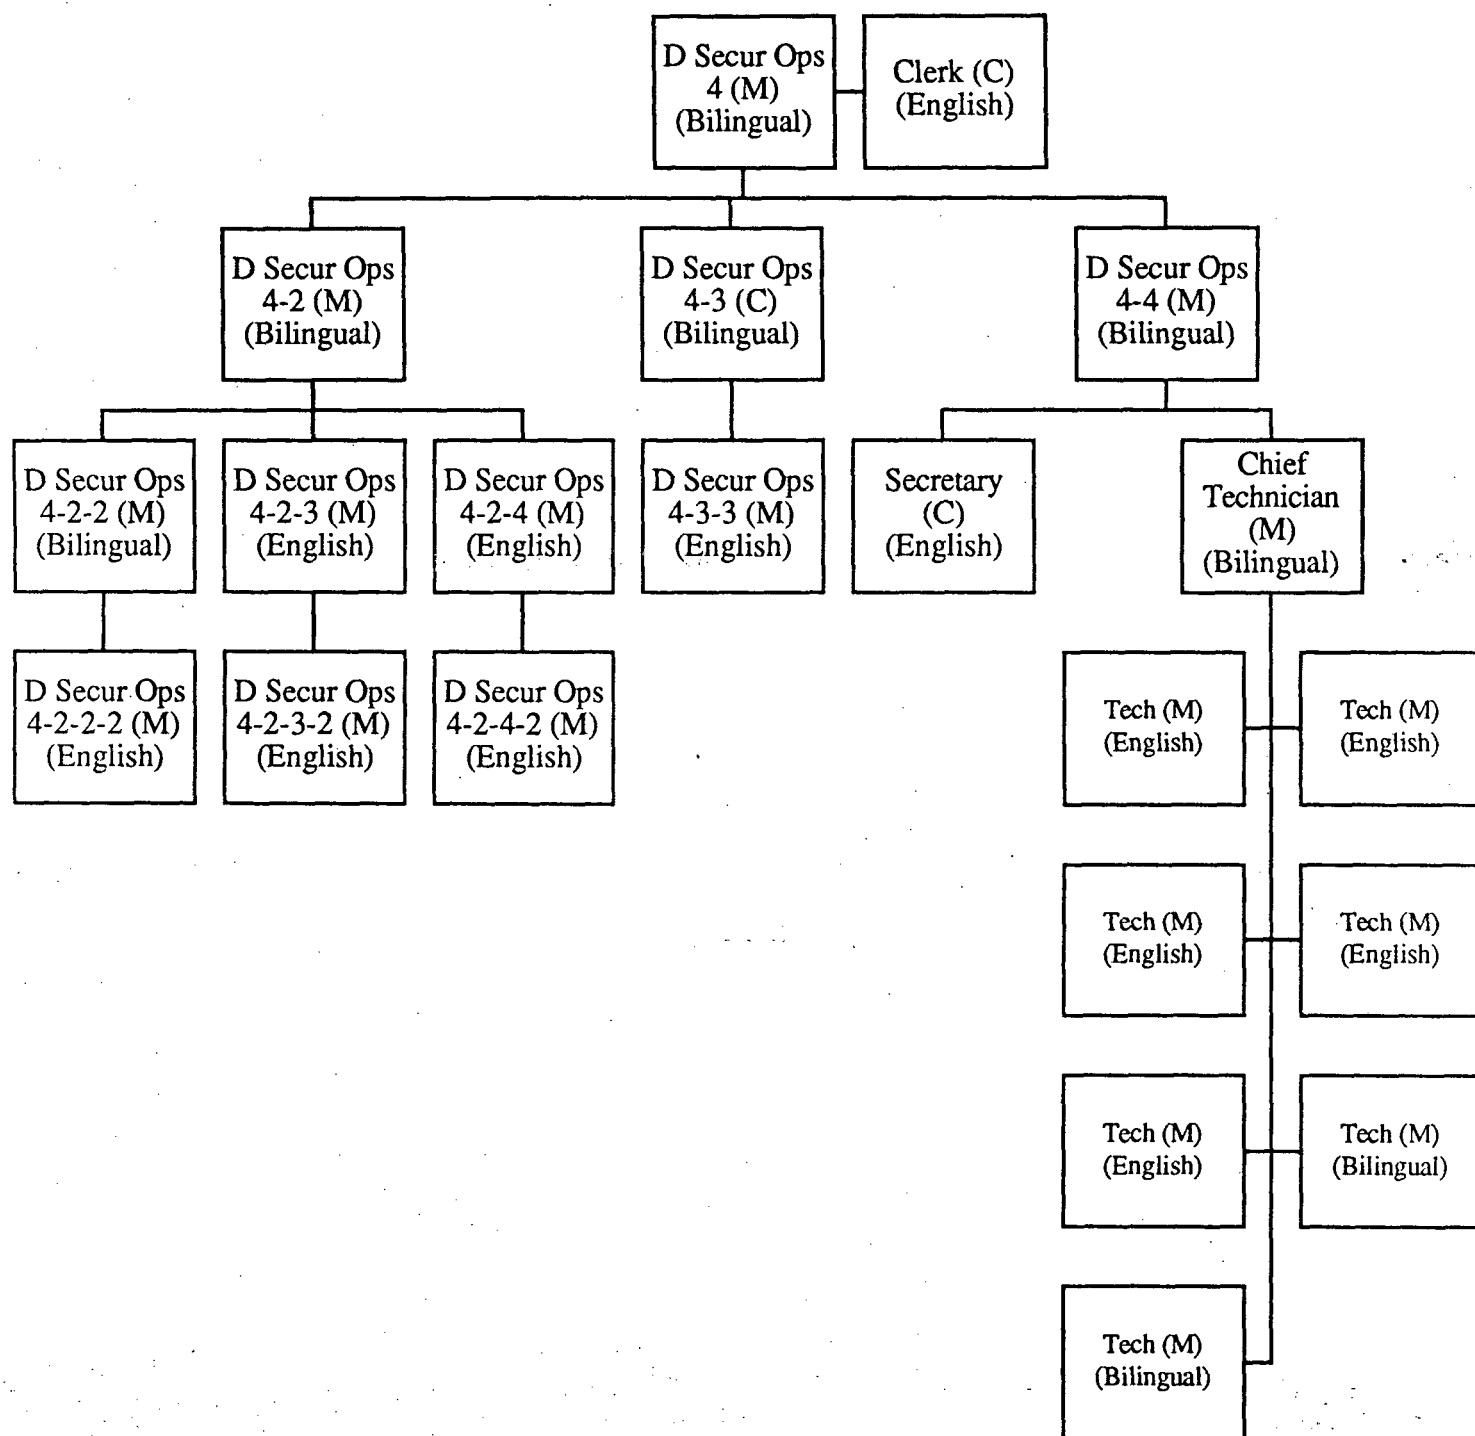 D Secur Ops
4 (M)
(Bilingual)
Clerk (C)
(English)
D Secur Ops
4-2 (M)
(Bilingual)
D Secur Ops
4-3 (C)
(Bilingual)
D Secur Ops
4-4 (M)
(Bilingual)
D Secur Ops
4-2-2 (M)
(Bilingual)
D Secur Ops
4-2-3 (M)
(English)
D Secur Ops
4-2-4 (M)
(English)
D Secur Ops
4-3-3 (M)
(English)
Secretary
(C)
(English)
Chief
Technician
(M)
(Bilingual)
D Secur Ops
4-2-2-2 (M)
(English)
D Secur Ops
4-2-3-2 (M)
(English)
D Secur Ops
4-2-4-2 (M)
(English)
Tech (M)
(English)
Tech (M)
(English)
Tech (M)
(English)
Tech (M)
(English)
Tech (M)
(English)
Tech (M)
(Bilingual)
Tech (M)
(Bilingual)